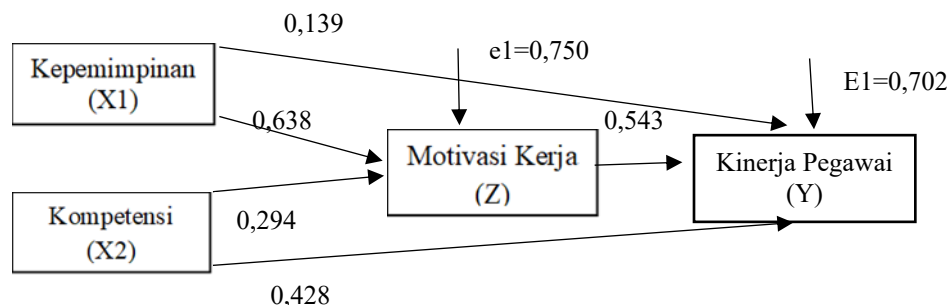 0,139
e1=0,750
E1=0,702
Kepemimpinan
(X1)
0,638
0,543
Motivasi Kerja
(Z)
Kinerja Pegawai
(Y)
Kompetensi
(X2)
0,294
0,428